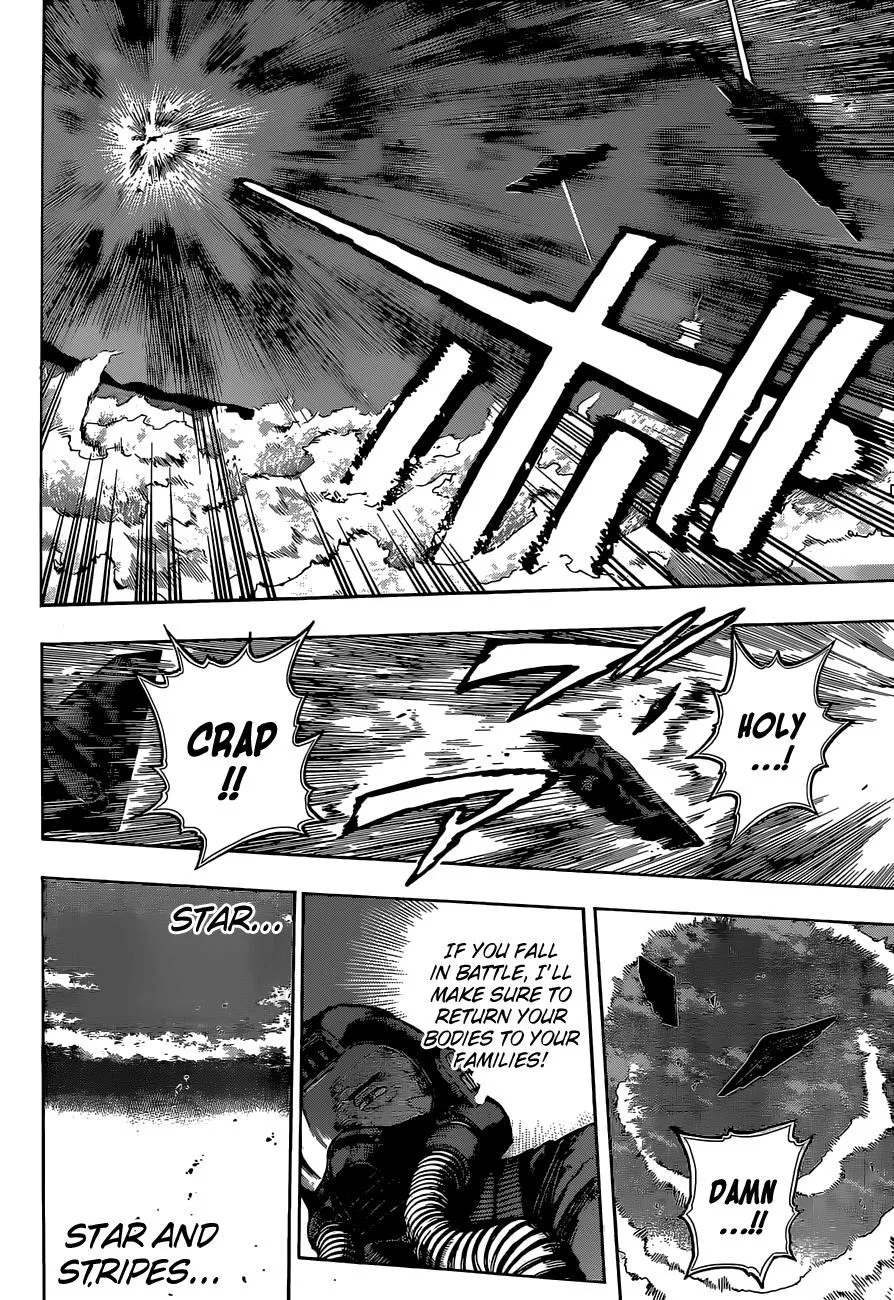 HOLY
...!
CRAP
!!
DAMN
...!!
IF YOU FALL
IN BATTLE, I'LL
MAKE SURE TO
RETURN YOUR
BODIES TO YOUR
FAMILIES!
STAR...
STAR AND
STRIPES...